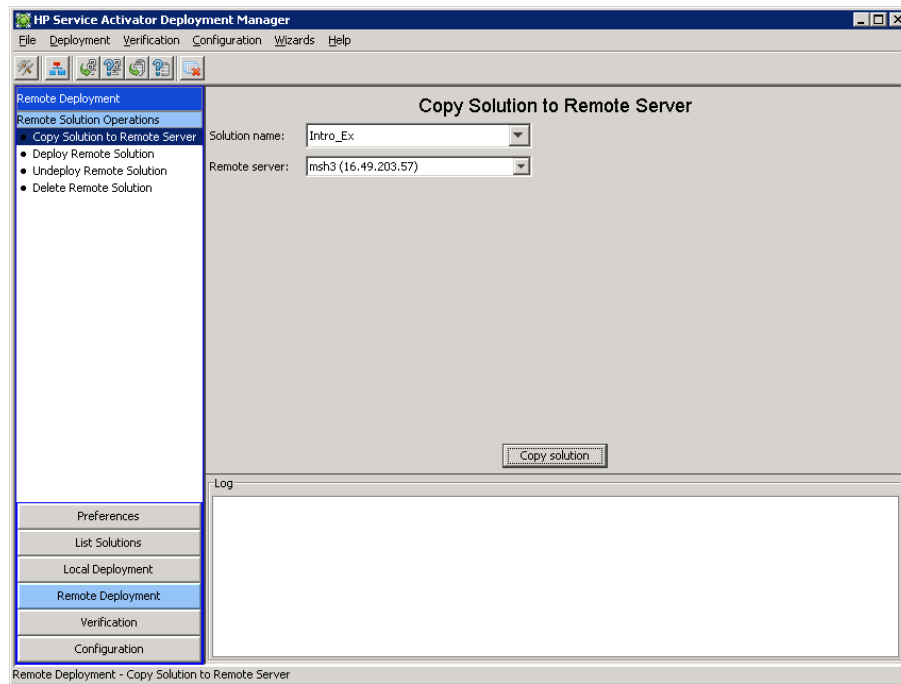 HP Service Activator Deployment Manager
File Deployment Verification Configuration Wizards Help
Remote Deployment
Remote Solution Operations
Copy Solution to Remote Server
Deploy Remote Solution
Undeploy Remote Solution
Delete Remote Solution
Copy Solution to Remote Server
Solution name: Intro_Ex
Remote server: msh3 (16.49.203.57)
Copy solution
Log
Preferences
List Solutions
Local Deployment
Remote Deployment
Verification
Configuration
Remote Deployment - Copy Solution to Remote Server